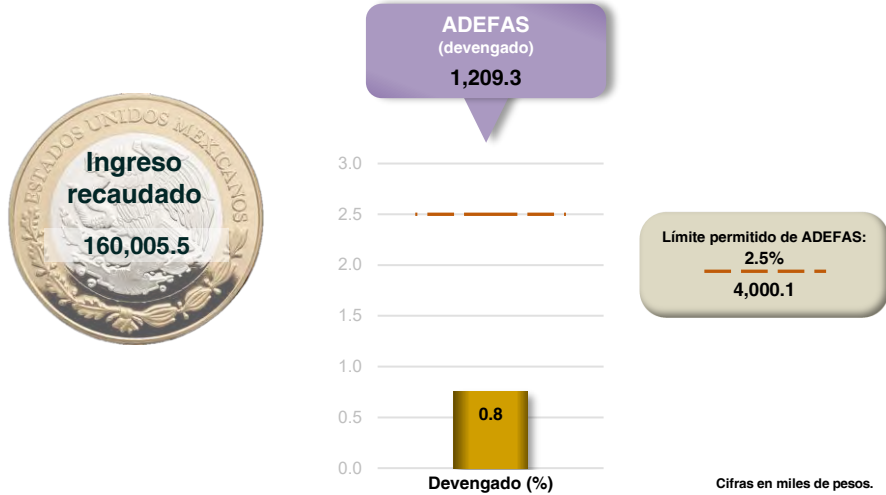 ADEFAS
(devengado)
1,209.3
ESTADOS UNIDOS MEXICANOS
Ingreso
recaudado
160,005.5
3.0
2.5
2.0
1.5
1.0
0.5
0.0
0.8
Devengado (%)
Límite permitido de ADEFAS:
2.5%
4,000.1
Cifras en miles de pesos.